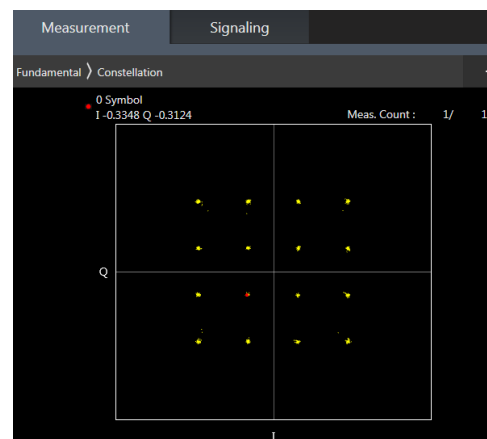 Measurement Signaling
Fundamental 〉 Constellation
0 Symbol
I -0.3348 Q -0.3124 Meas. Count : 1/ 1
Q
I